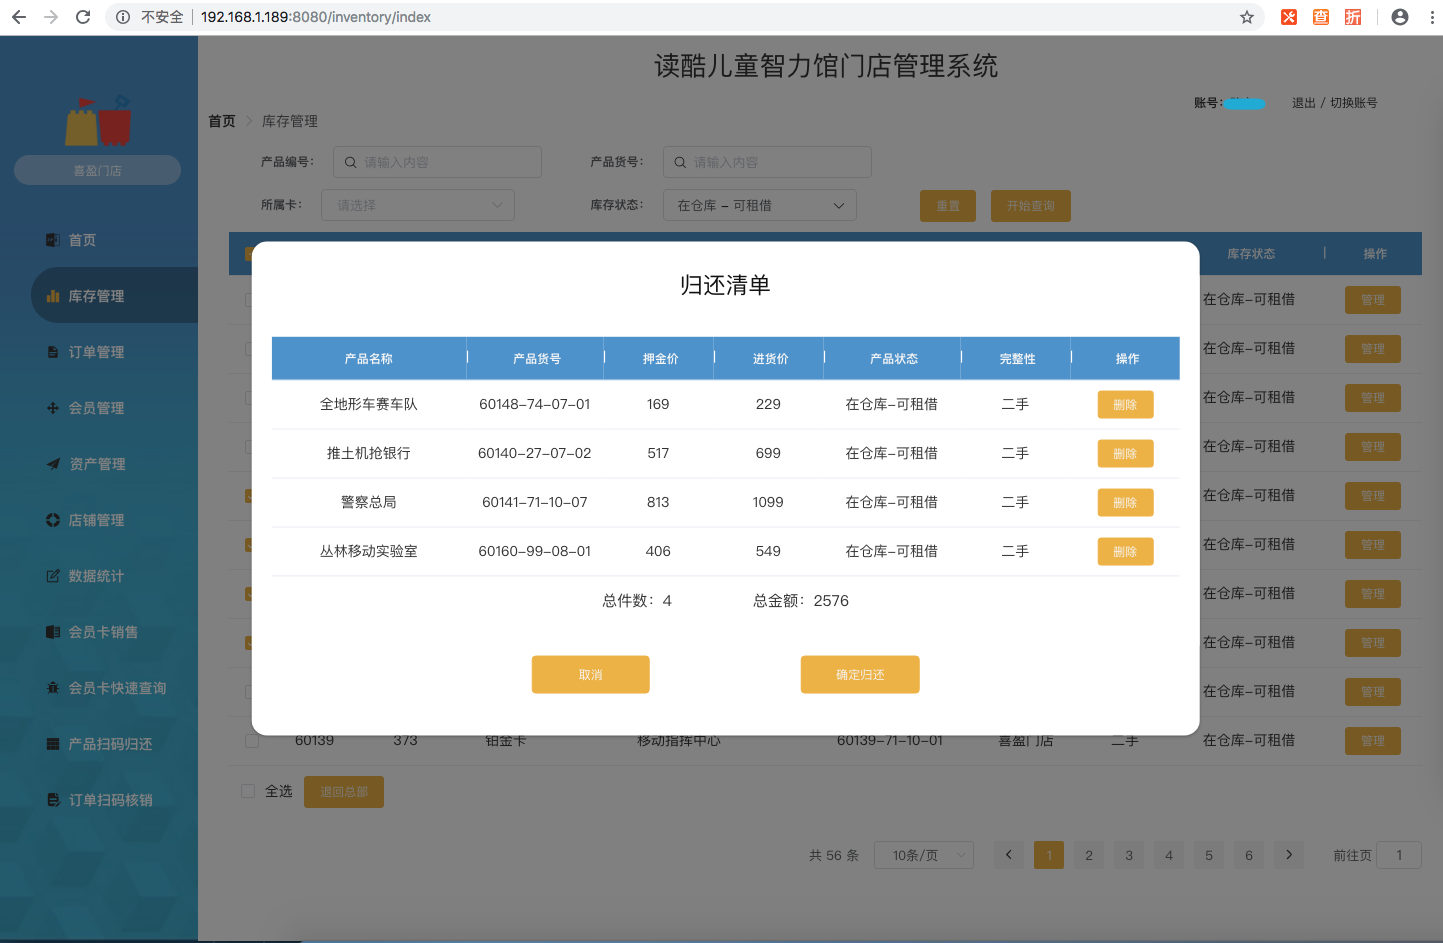 不安全 192.168.1.189:8080/inventory/index
查
折
读酷儿童智力馆门店管理系统
账号:
退出 / 切换账号
喜盈门店
首页
库存管理
订单管理
会员管理
资产管理
店铺管理
数据统计
会员卡销售
会员卡快速查询
产品扫码归还
订单扫码核销
首页 > 库存管理
产品编号: 请输入内容 产品货号: 请输入内容
所属卡: 请选择 库存状态: 在仓库 - 可租借 重置 开始查询
库存状态 | 操作
在仓库-可租借 管理
在仓库-可租借 管理
在仓库-可租借 管理
在仓库-可租借 管理
在仓库-可租借 管理
在仓库-可租借 管理
在仓库-可租借 管理
在仓库-可租借 管理
在仓库-可租借 管理
归还清单
产品名称 产品货号 押金价 进货价 产品状态 完整性 操作
全地形车赛车队 60148-74-07-01 169 229 在仓库-可租借 二手 删除
推土机抢银行 60140-27-07-02 517 699 在仓库-可租借 二手 删除
警察总局 60141-71-10-07 813 1099 在仓库-可租借 二手 删除
丛林移动实验室 60160-99-08-01 406 549 在仓库-可租借 二手 删除
总件数: 4 总金额: 2576
取消 确定归还
60139 373 铂金卡 移动指挥中心 60139-71-10-01 喜盈门店 二手 在仓库-可租借 管理
全选 退回总部
共 56 条 10条/页 1 2 3 4 5 6 前往页 1